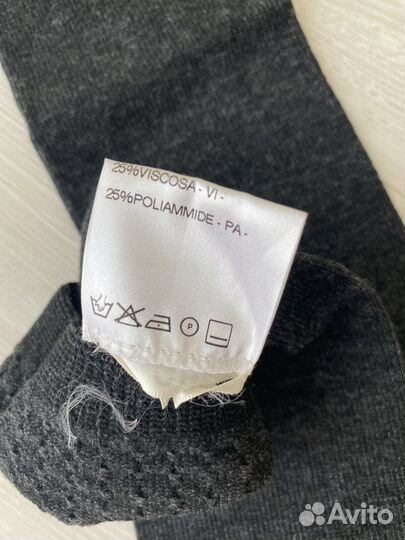 25%VISCOSA - VI -
25%POLIAMMIDE - PA -
P
Avito